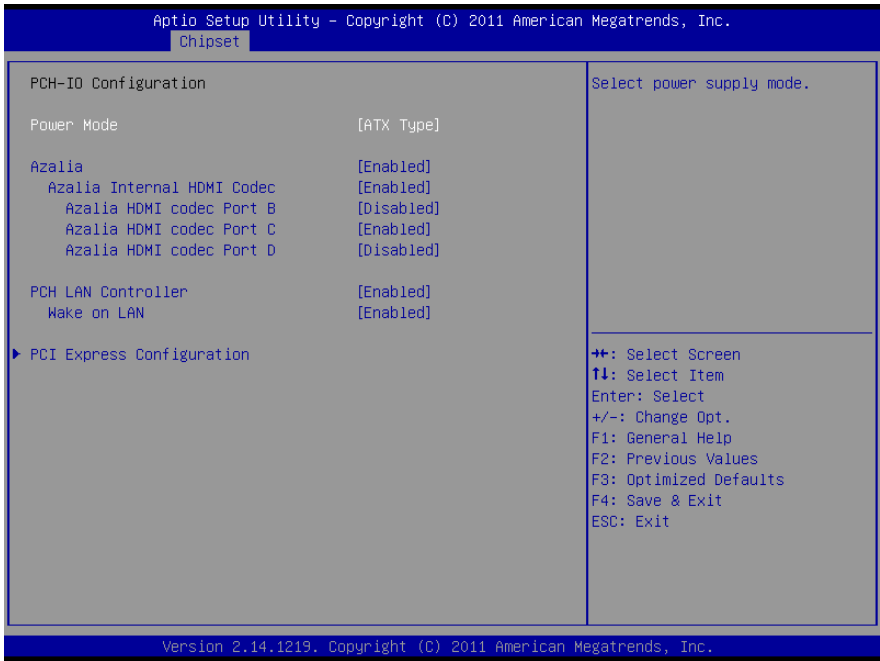 Aptio Setup Utility – Copyright (C) 2011 American Megatrends, Inc.
Chipset
PCH-IO Configuration
Power Mode [ATX Type]
Azalia [Enabled]
Azalia Internal HDMI Codec [Enabled]
Azalia HDMI codec Port B [Disabled]
Azalia HDMI codec Port C [Enabled]
Azalia HDMI codec Port D [Disabled]
PCH LAN Controller [Enabled]
Wake on LAN [Enabled]
▶ PCI Express Configuration
Select power supply mode.
→←: Select Screen
↑↓: Select Item
Enter: Select
+/-: Change Opt.
F1: General Help
F2: Previous Values
F3: Optimized Defaults
F4: Save & Exit
ESC: Exit
Version 2.14.1219. Copyright (C) 2011 American Megatrends, Inc.